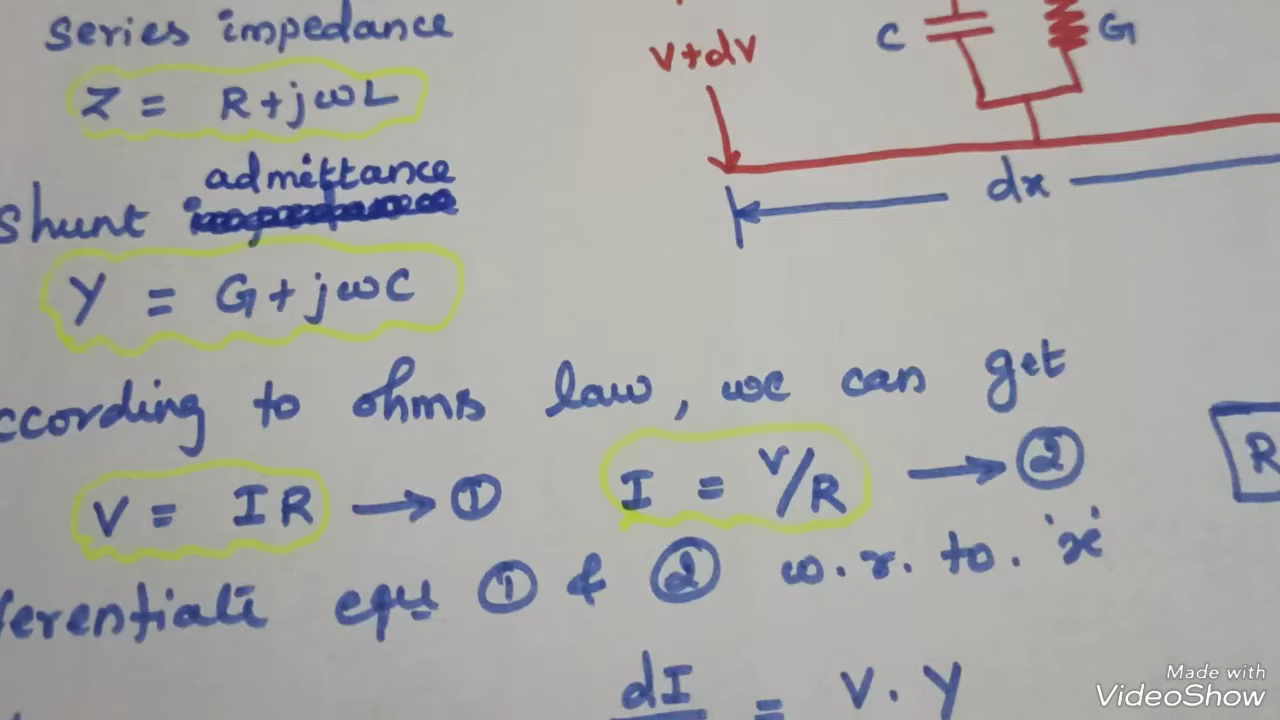 series impedance
Z = R+jωL
admittance
Shunt
Y = G+jωC
ccording to ohms law, we can get
V = IR → ①
I = V/R → ②
ferentiate equ ① & ② w.r.to. 'x'
dI = V.Y
V+dV
C
G
dx
R
Made with
VideoShow